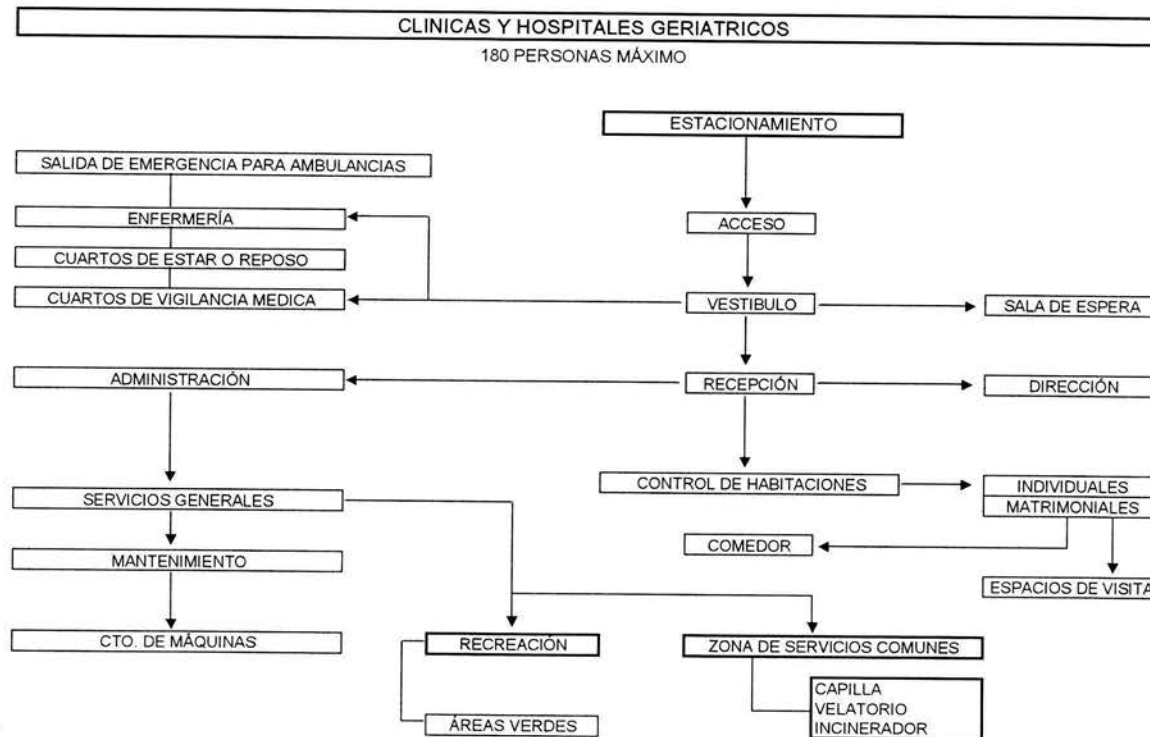 CLINICAS Y HOSPITALES GERIATRICOS
180 PERSONAS MÁXIMO
ESTACIONAMIENTO
SALIDA DE EMERGENCIA PARA AMBULANCIAS
ENFERMERÍA
ACCESO
CUARTOS DE ESTAR O REPOSO
CUARTOS DE VIGILANCIA MEDICA
VESTIBULO
SALA DE ESPERA
ADMINISTRACIÓN
RECEPCIÓN
DIRECCIÓN
SERVICIOS GENERALES
CONTROL DE HABITACIONES
INDIVIDUALES
MATRIMONIALES
COMEDOR
MANTENIMIENTO
ESPACIOS DE VISITA
CTO. DE MÁQUINAS
RECREACIÓN
ZONA DE SERVICIOS COMUNES
CAPILLA
VELATORIO
INCINERADOR
ÁREAS VERDES